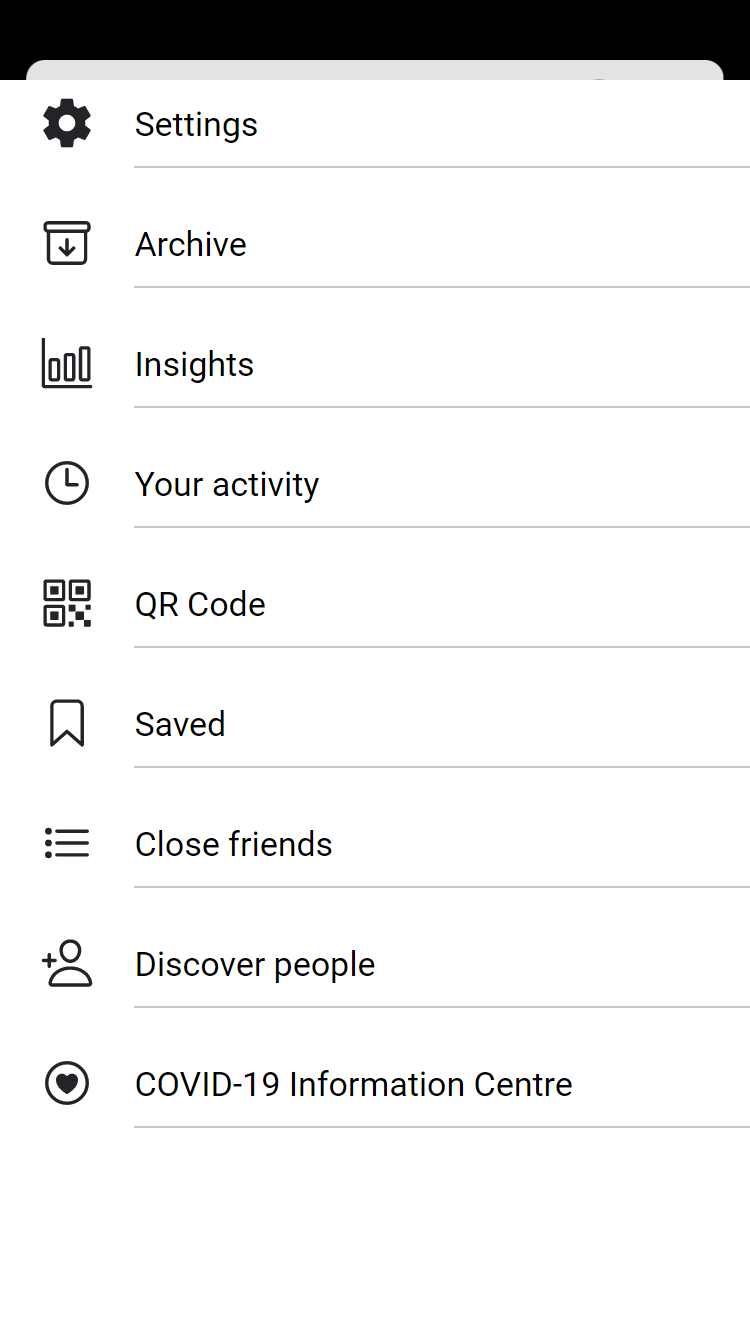 Settings
Archive
Insights
Your activity
QR Code
Saved
Close friends
Discover people
COVID-19 Information Centre